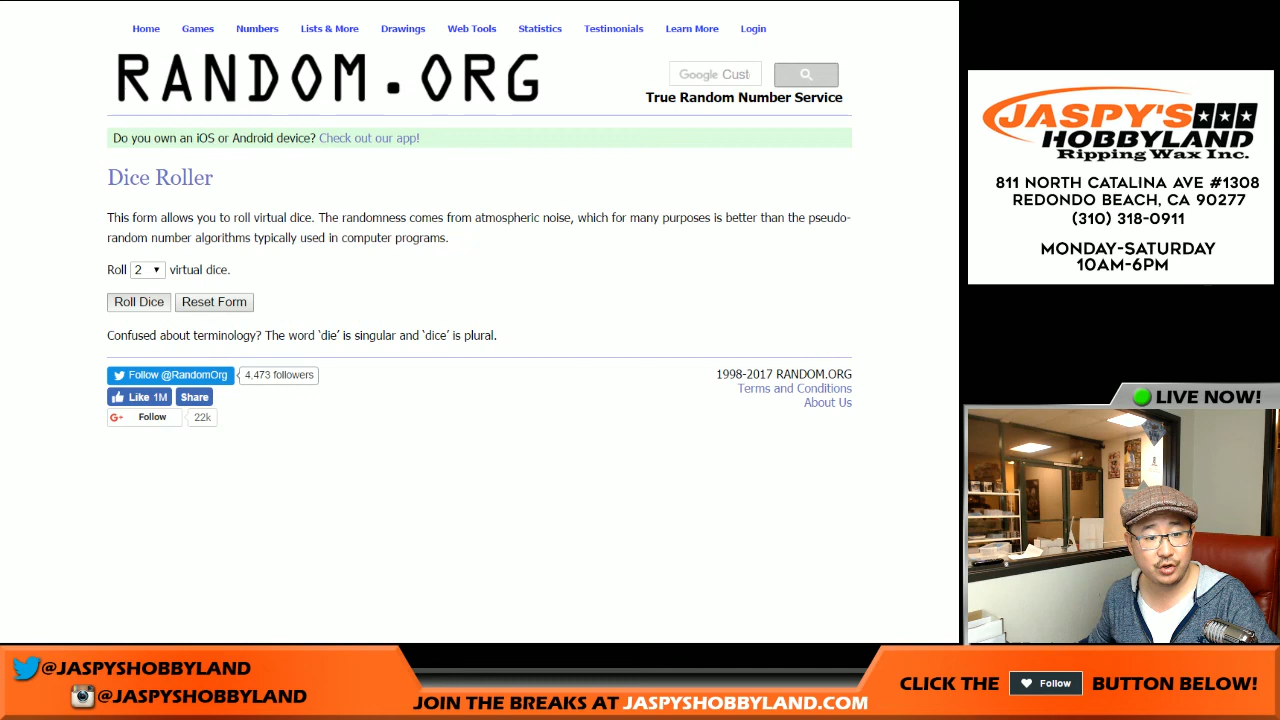 Home Games Numbers Lists & More Drawings Web Tools Statistics Testimonials Learn More Login
RANDOM.ORG
Google Cust
True Random Number Service
Do you own an iOS or Android device? Check out our app!
Dice Roller
This form allows you to roll virtual dice. The randomness comes from atmospheric noise, which for many purposes is better than the pseudo-
random number algorithms typically used in computer programs.
Roll 2 virtual dice.
Roll Dice Reset Form
Confused about terminology? The word ‘die’ is singular and ‘dice’ is plural.
Follow @RandomOrg 4,473 followers
Like 1M Share
G+ Follow 22k
1998-2017 RANDOM.ORG
Terms and Conditions
About Us
JASPY'S
HOBBYLAND
Ripping Wax Inc.
811 NORTH CATALINA AVE #1308
REDONDO BEACH, CA 90277
(310) 318-0911
MONDAY-SATURDAY
10AM-6PM
LIVE NOW!
@JASPYSHOBBYLAND
@JASPYSHOBBYLAND
JOIN THE BREAKS AT JASPYSHOBBYLAND.COM
CLICK THE Follow BUTTON BELOW!